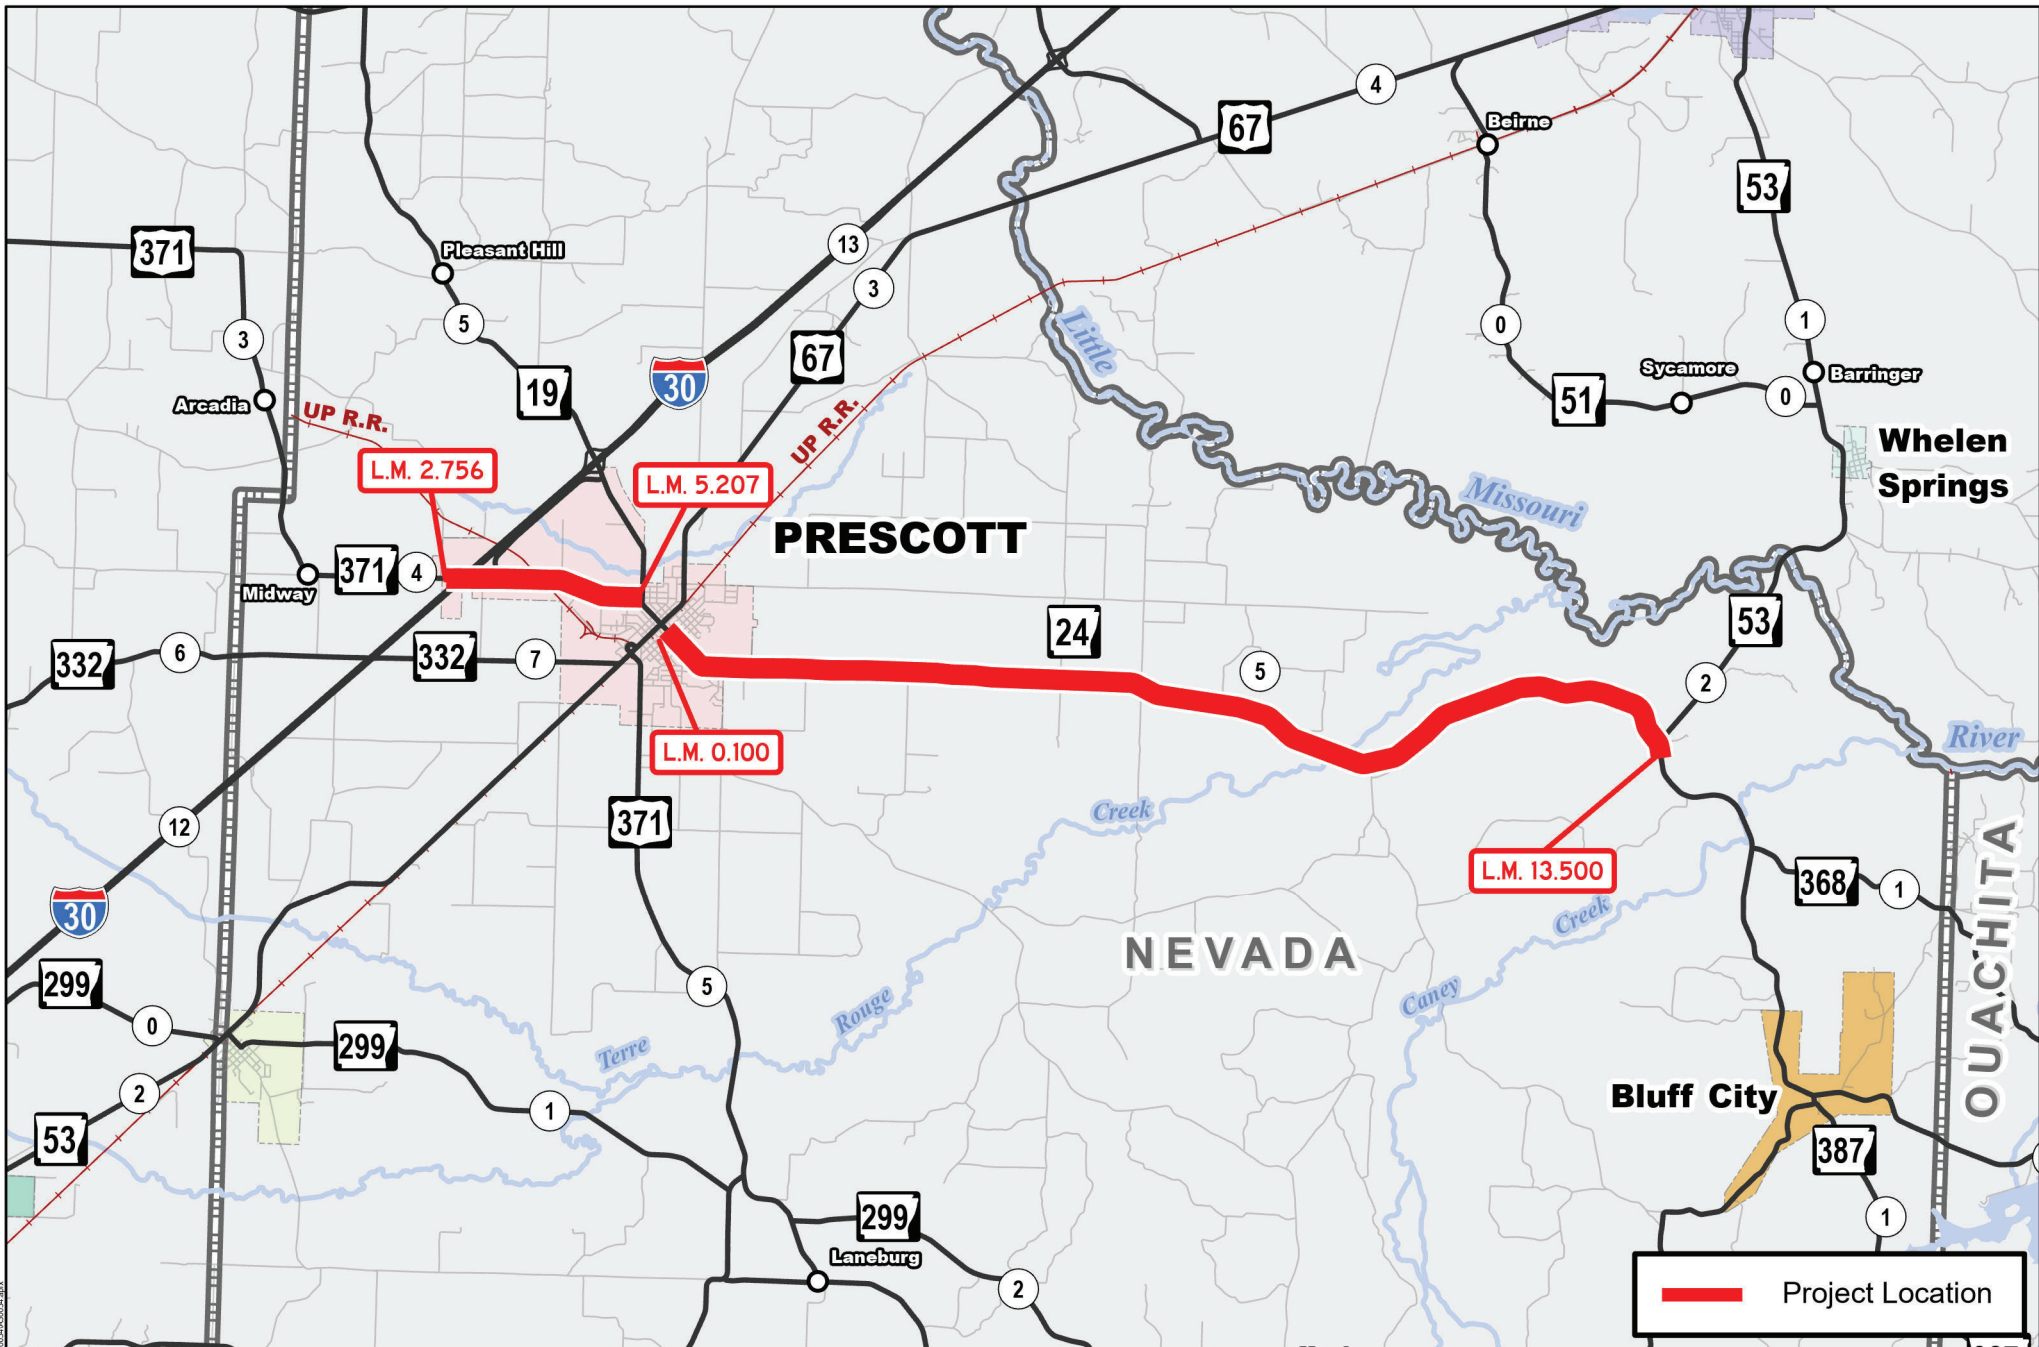 4
67
Beirne
53
371
Pleasant Hill
13
3
Little
0
1
3
5
67
30
19
Sycamore
Barringer
0
51
Arcadia
UP R.R.
UP R.R.
Whelen
Springs
L.M. 2.756
L.M. 5.207
Missouri
PRESCOTT
371
4
Midway
24
53
332
6
332
7
5
2
River
L.M. 0.100
371
Creek
12
L.M. 13.500
368
1
30
Creek
NEVADA
OUACHITA
299
5
Caney
Rouge
0
299
Terre
2
1
Bluff City
53
387
299
1
Laneburg
2
Project Location